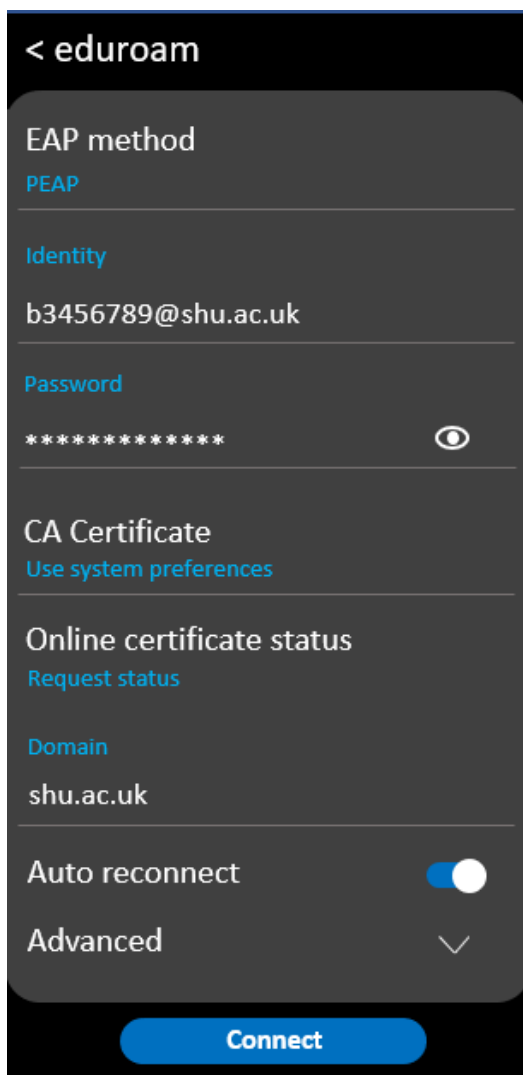 < eduroam
EAP method
PEAP
Identity
b3456789@shu.ac.uk
Password
*************
CA Certificate
Use system preferences
Online certificate status
Request status
Domain
shu.ac.uk
Auto reconnect
Advanced
Connect